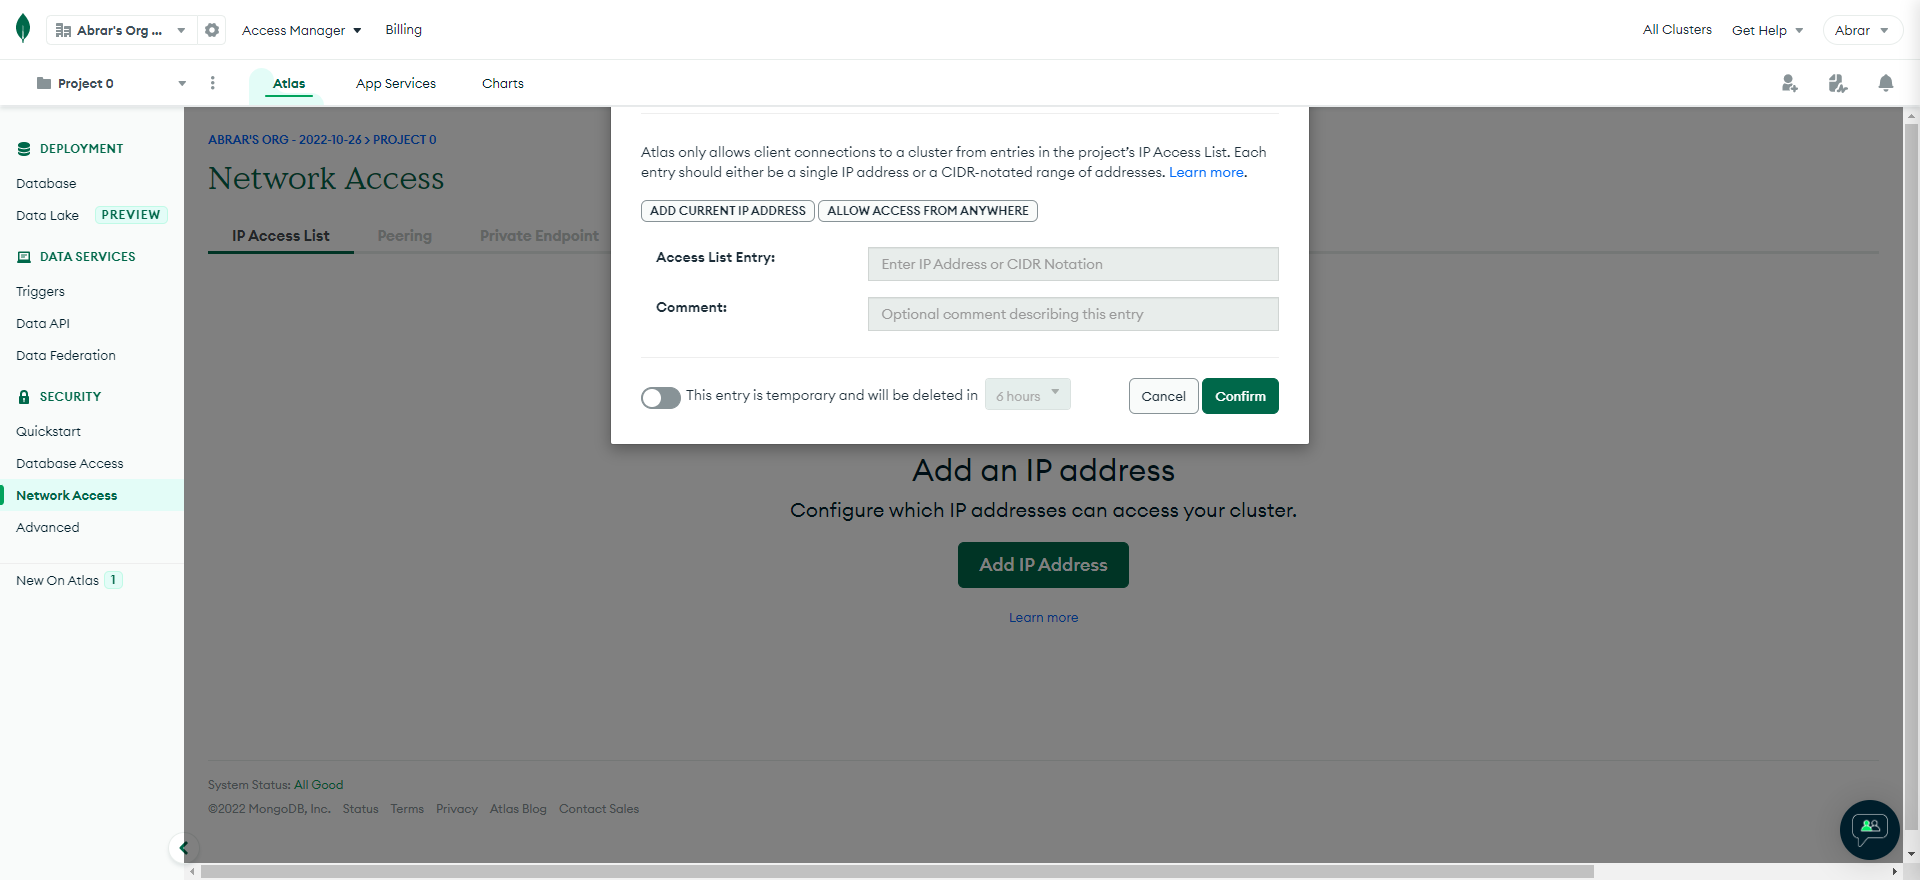 Abrar's Org ...
Access Manager
Billing
All Clusters
Get Help
Abrar
Project 0
Atlas
App Services
Charts
DEPLOYMENT
Database
Data Lake PREVIEW
DATA SERVICES
Triggers
Data API
Data Federation
SECURITY
Quickstart
Database Access
Network Access
Advanced
New On Atlas 1
ABRAR'S ORG - 2022-10-26 > PROJECT 0
Network Access
IP Access List
Peering
Private Endpoint
Atlas only allows client connections to a cluster from entries in the project's IP Access List. Each
entry should either be a single IP address or a CIDR-notated range of addresses. Learn more.
ADD CURRENT IP ADDRESS
ALLOW ACCESS FROM ANYWHERE
Access List Entry:
Enter IP Address or CIDR Notation
Comment:
Optional comment describing this entry
This entry is temporary and will be deleted in
6 hours
Cancel
Confirm
Add an IP address
Configure which IP addresses can access your cluster.
Add IP Address
Learn more
System Status: All Good
©2022 MongoDB, Inc. Status Terms Privacy Atlas Blog Contact Sales